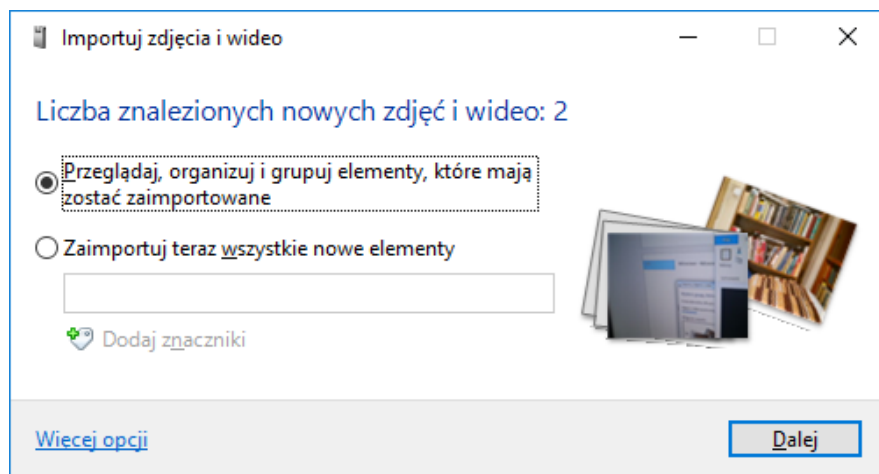 Importuj zdjęcia i wideo
Liczba znalezionych nowych zdjęć i wideo: 2
Przeglądaj, organizuj i grupuj elementy, które mają
zostać zaimportowane
Zaimportuj teraz wszystkie nowe elementy
Dodaj znaczniki
Więcej opcji
Dalej